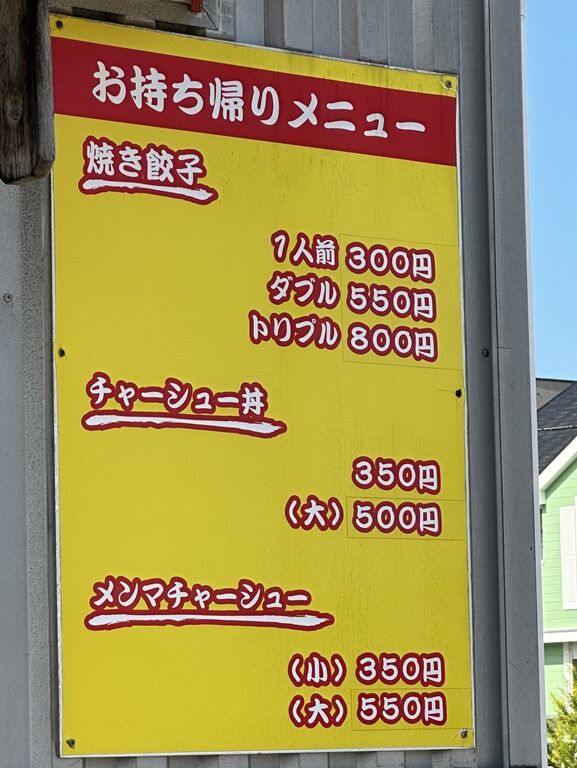 お持ち帰りメニュー
焼き餃子
1人前 300円
ダブル 550円
トリプル 800円
チャーシュー丼
350円
(大) 500円
メンマチャーシュー
(小) 350円
(大) 550円